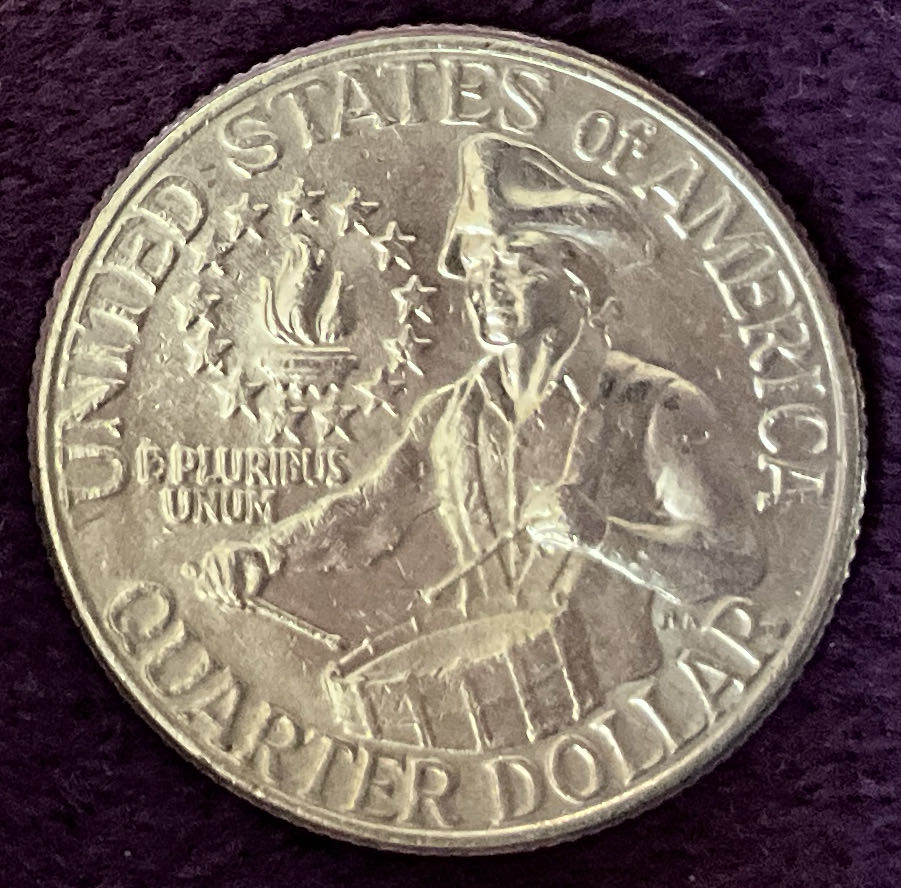 UNITED STATES of AMERICA
E PLURIBUS
UNUM
QUARTER DOLLAR